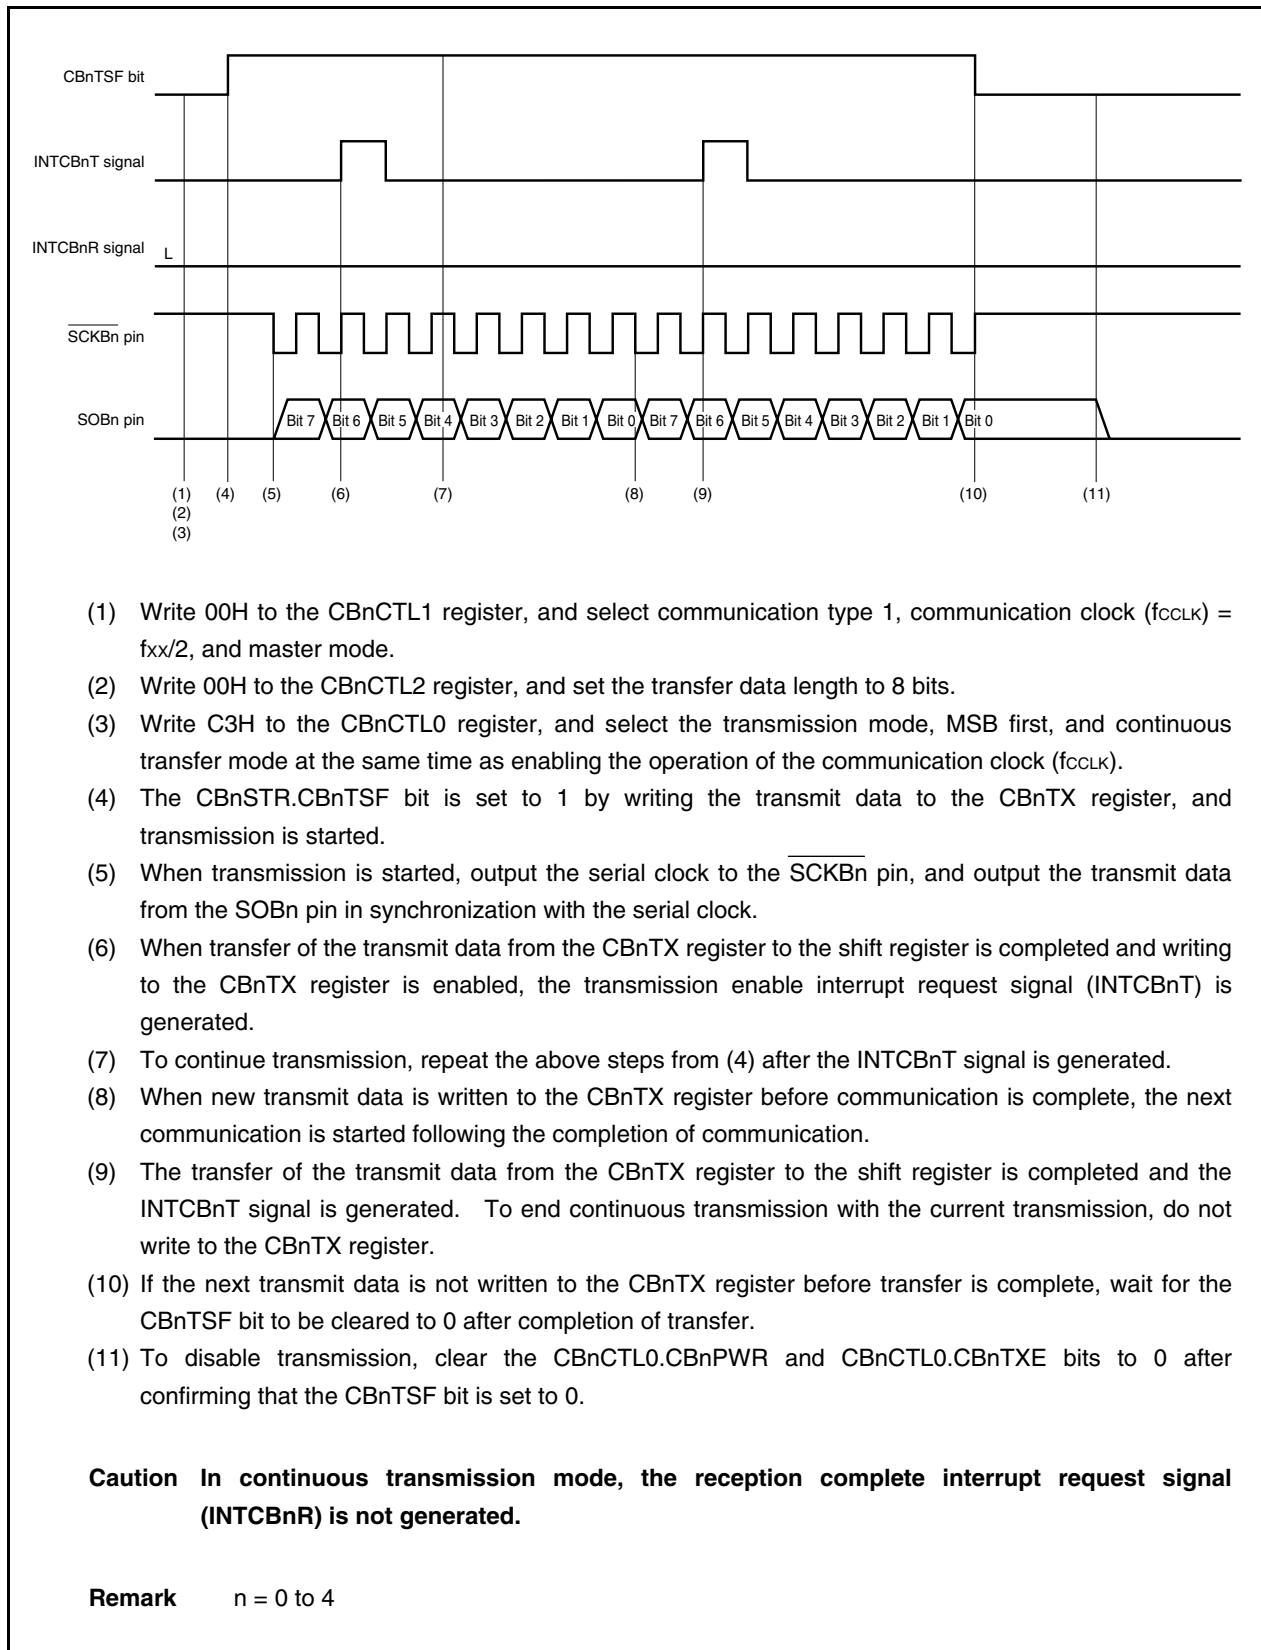 CBnTSF bit
INTCBnT signal
INTCBnR signal L
SCKBn pin
SOBn pin Bit 7 Bit 6 Bit 5 Bit 4 Bit 3 Bit 2 Bit 1 Bit 0 Bit 7 Bit 6 Bit 5 Bit 4 Bit 3 Bit 2 Bit 1 Bit 0
(1) (4) (5) (6) (7) (8) (9) (10) (11)
(2)
(3)
(1) Write 00H to the CBnCTL1 register, and select communication type 1, communication clock (fCCLK) =
fxx/2, and master mode.
(2) Write 00H to the CBnCTL2 register, and set the transfer data length to 8 bits.
(3) Write C3H to the CBnCTL0 register, and select the transmission mode, MSB first, and continuous
transfer mode at the same time as enabling the operation of the communication clock (fCCLK).
(4) The CBnSTR.CBnTSF bit is set to 1 by writing the transmit data to the CBnTX register, and
transmission is started.
(5) When transmission is started, output the serial clock to the SCKBn pin, and output the transmit data
from the SOBn pin in synchronization with the serial clock.
(6) When transfer of the transmit data from the CBnTX register to the shift register is completed and writing
to the CBnTX register is enabled, the transmission enable interrupt request signal (INTCBnT) is
generated.
(7) To continue transmission, repeat the above steps from (4) after the INTCBnT signal is generated.
(8) When new transmit data is written to the CBnTX register before communication is complete, the next
communication is started following the completion of communication.
(9) The transfer of the transmit data from the CBnTX register to the shift register is completed and the
INTCBnT signal is generated. To end continuous transmission with the current transmission, do not
write to the CBnTX register.
(10) If the next transmit data is not written to the CBnTX register before transfer is complete, wait for the
CBnTSF bit to be cleared to 0 after completion of transfer.
(11) To disable transmission, clear the CBnCTL0.CBnPWR and CBnCTL0.CBnTXE bits to 0 after
confirming that the CBnTSF bit is set to 0.
Caution In continuous transmission mode, the reception complete interrupt request signal
(INTCBnR) is not generated.
Remark n = 0 to 4